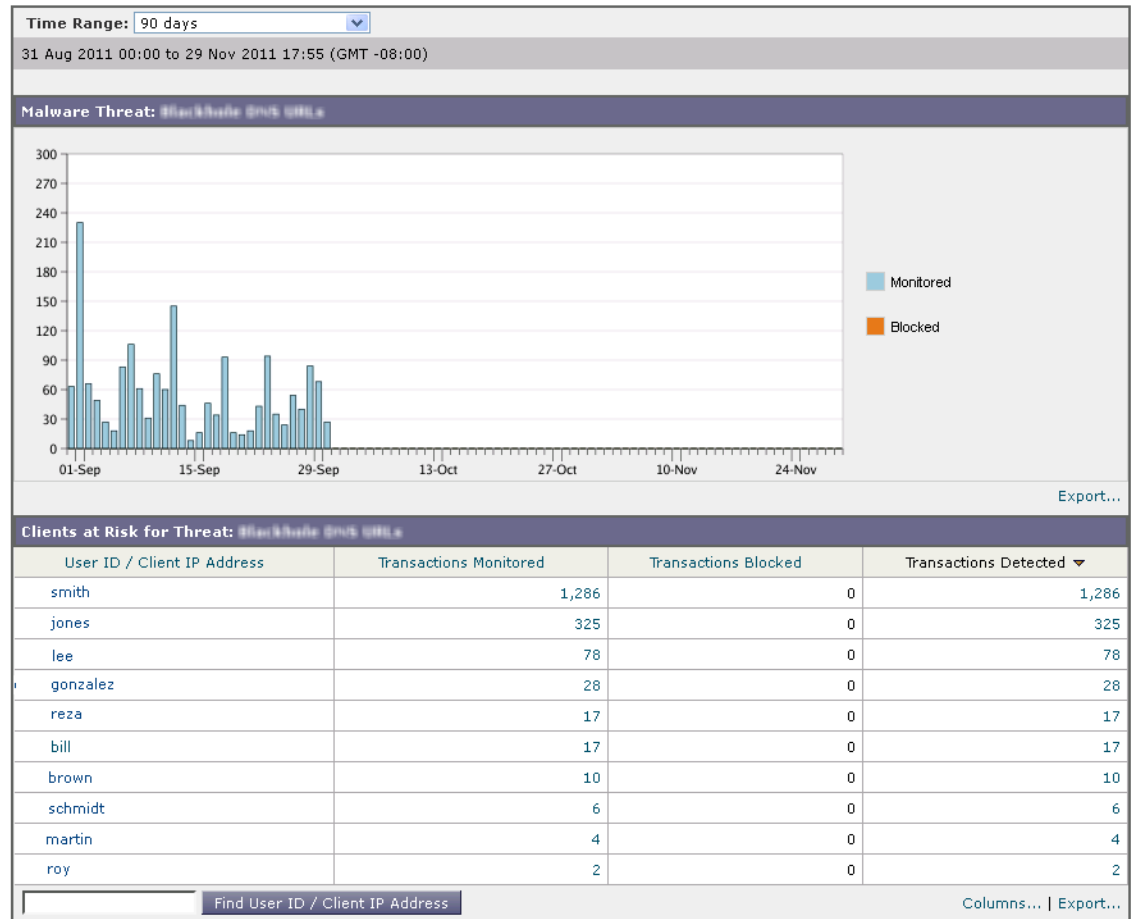 Time Range: 90 days
31 Aug 2011 00:00 to 29 Nov 2011 17:55 (GMT -08:00)
Malware Threat:
300
270
240
210
180
150
120
90
60
30
0
01-Sep 15-Sep 29-Sep 13-Oct 27-Oct 10-Nov 24-Nov
Monitored
Blocked
Export...
Clients at Risk for Threat:
User ID / Client IP Address Transactions Monitored Transactions Blocked Transactions Detected
smith 1,286 0 1,286
jones 325 0 325
lee 78 0 78
gonzalez 28 0 28
reza 17 0 17
bill 17 0 17
brown 10 0 10
schmidt 6 0 6
martin 4 0 4
roy 2 0 2
Find User ID / Client IP Address Columns... | Export...